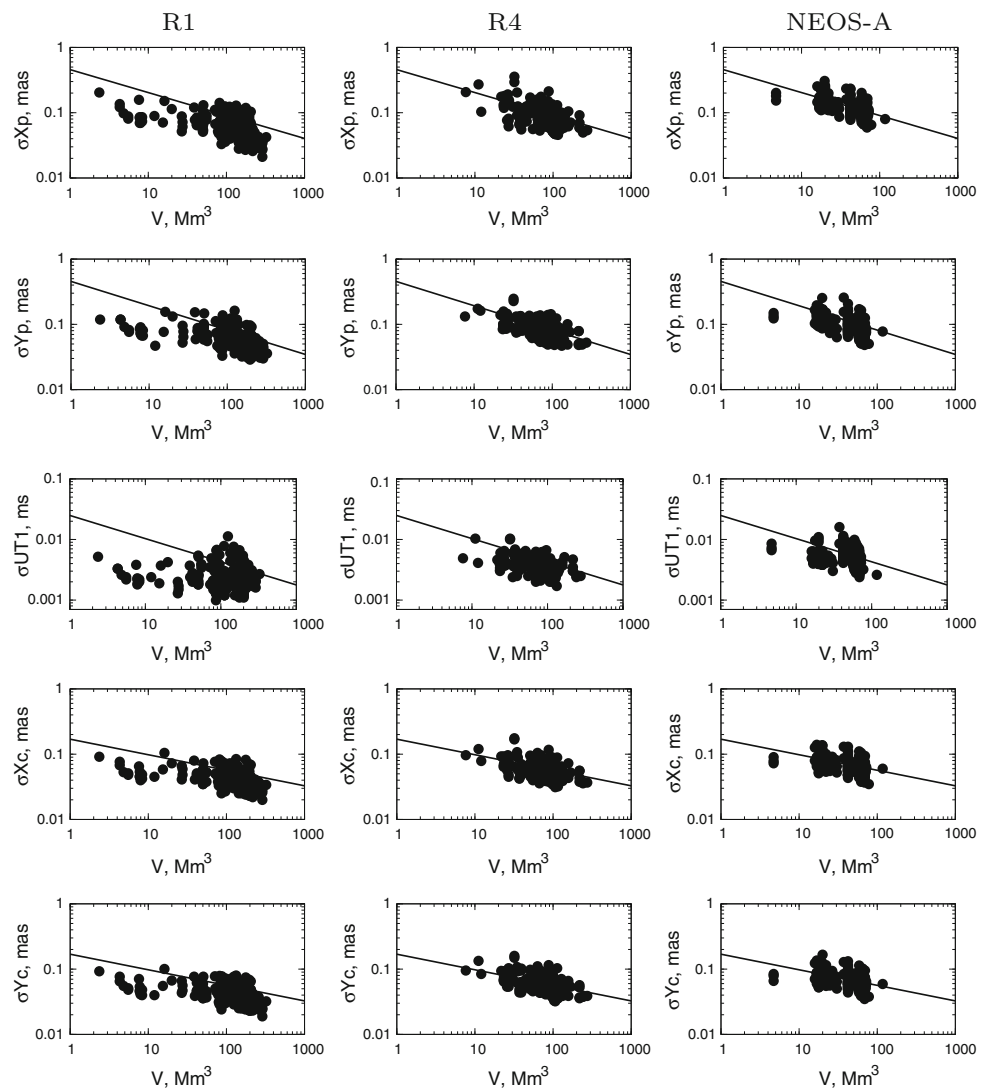 R1 R4 NEOS-A
1 1 1
σXp, mas σXp, mas σXp, mas
0.1 0.1 0.1
0.01 0.01 0.01
1 10 100 1000 1 10 100 1000 1 10 100 1000
V, Mm³ V, Mm³ V, Mm³
1 1 1
σYp, mas σYp, mas σYp, mas
0.1 0.1 0.1
0.01 0.01 0.01
1 10 100 1000 1 10 100 1000 1 10 100 1000
V, Mm³ V, Mm³ V, Mm³
0.1 0.1 0.1
σUT1, ms σUT1, ms σUT1, ms
0.01 0.01 0.01
0.001 0.001 0.001
1 10 100 1000 1 10 100 1000 1 10 100 1000
V, Mm³ V, Mm³ V, Mm³
1 1 1
σXc, mas σXc, mas σXc, mas
0.1 0.1 0.1
0.01 0.01 0.01
1 10 100 1000 1 10 100 1000 1 10 100 1000
V, Mm³ V, Mm³ V, Mm³
1 1 1
σYc, mas σYc, mas σYc, mas
0.1 0.1 0.1
0.01 0.01 0.01
1 10 100 1000 1 10 100 1000 1 10 100 1000
V, Mm³ V, Mm³ V, Mm³